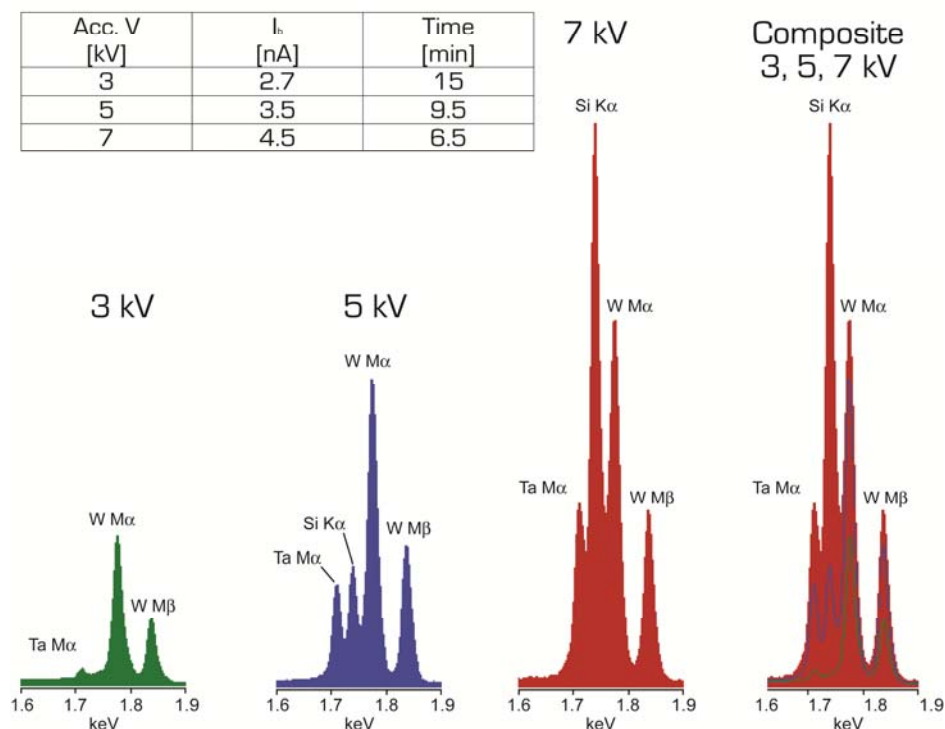 Acc. V I_b Time
[kV] [nA] [min]
3 2.7 15
5 3.5 9.5
7 4.5 6.5
7 kV
Si Kα
W Mα
Ta Mα
W Mβ
1.6 1.7 1.8 1.9
keV
Composite
3, 5, 7 kV
Si Kα
W Mα
Ta Mα
W Mβ
1.6 1.7 1.8 1.9
keV
3 kV
W Mα
W Mβ
Ta Mα
1.6 1.7 1.8 1.9
keV
5 kV
W Mα
Si Kα
W Mβ
Ta Mα
1.6 1.7 1.8 1.9
keV